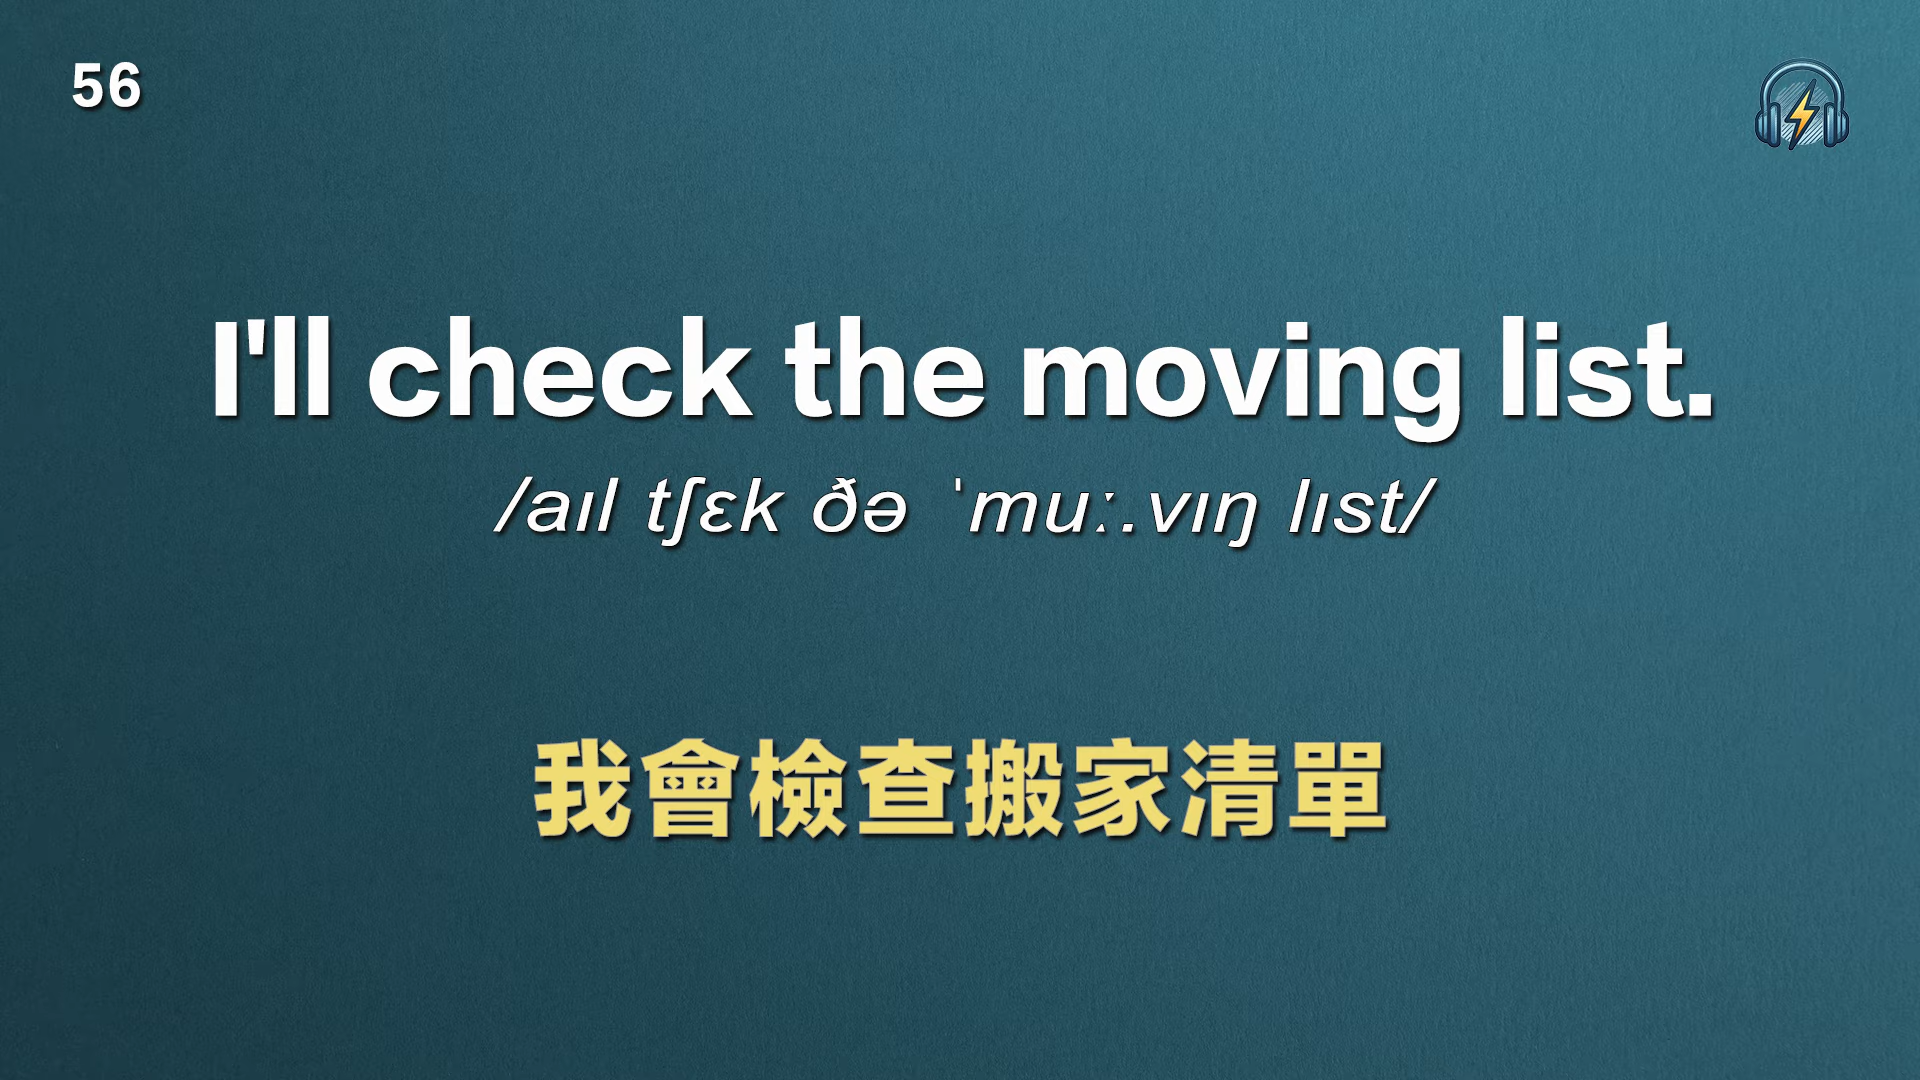 56
I'll check the moving list.
/aɪl tʃɛk ðə ˈmuː.vɪŋ lɪst/
我會檢查搬家清單